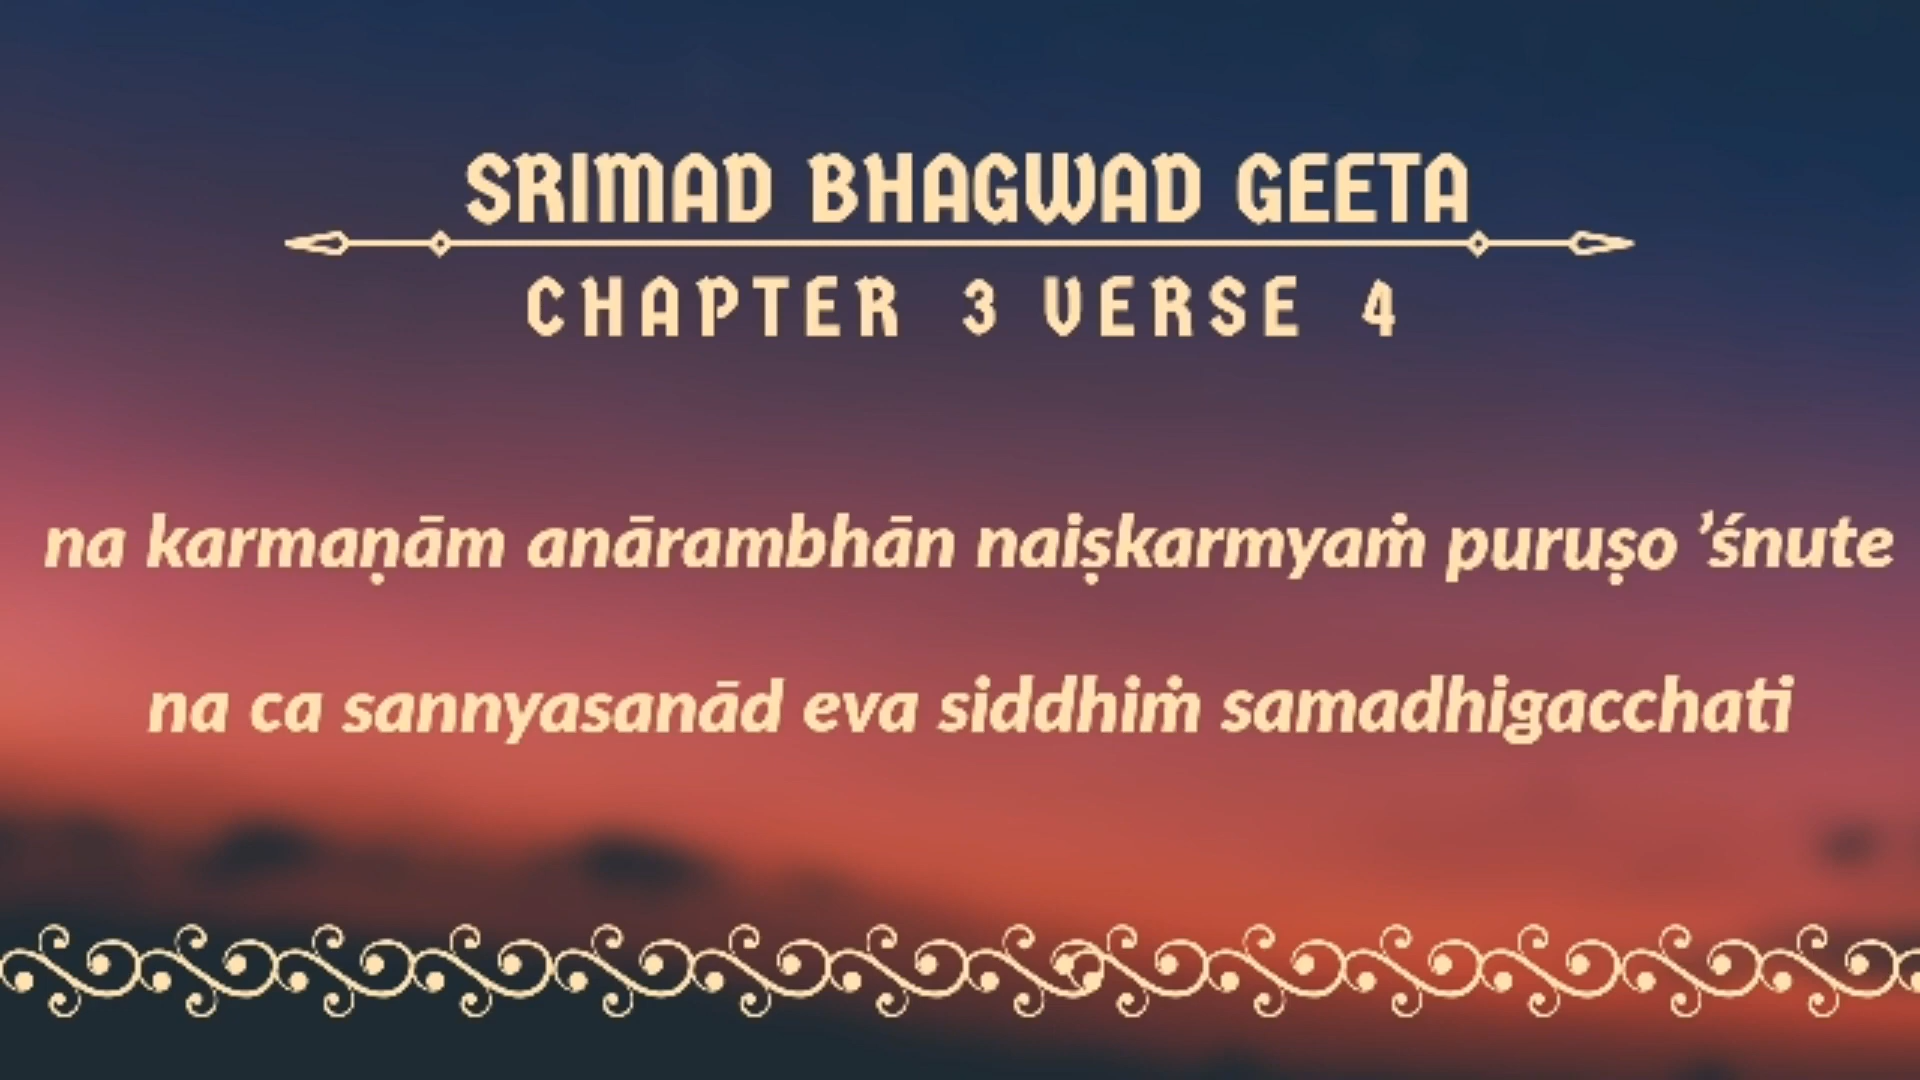 SRIMAD BHAGWAD GEETA
CHAPTER 3 VERSE 4
na karmaṇām anārambhān naiṣkarmyaṁ puruṣo ’śnute
na ca sannyasanād eva siddhiṁ samadhigacchati